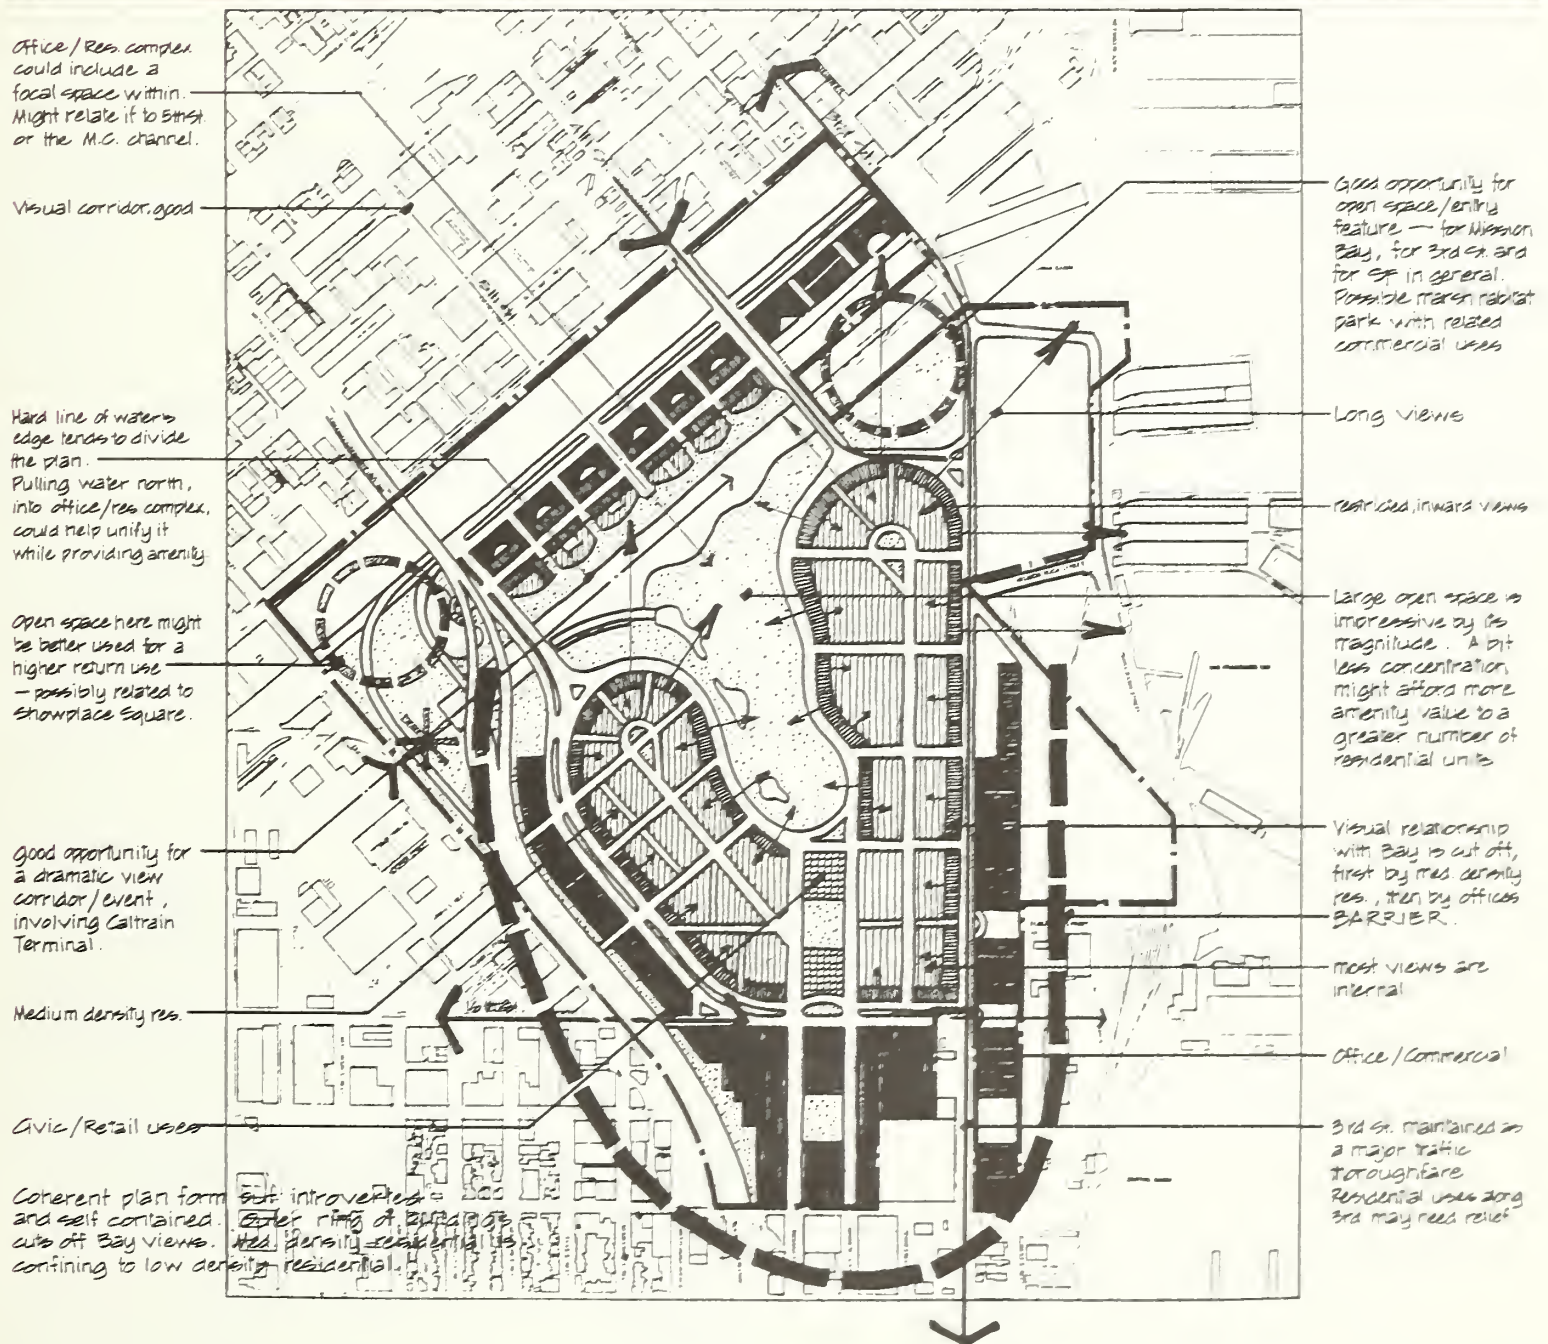 Office / Res. complex
could include a
focal space within.
Might relate it to 5th st.
or the M.C. channel.
Visual corridor, good
Hard line of water's
edge tends to divide
the plan.
Pulling water north,
into office/res complex,
could help unify it
while providing amenity
Open space here might
be better used for a
higher return use
— possibly related to
Showplace Square.
Good opportunity for
a dramatic view
corridor/event,
involving Caltrain
Terminal.
Medium density res.
Civic/Retail uses
Coherent plan form but introverted
and self contained. Outer ring of buildings
cuts off Bay views. Med. density residential is
confining to low density residential.
Good opportunity for
open space/entry
feature — for Mission
Bay, for 3rd St. and
for SF in general.
Possible marsh habitat
park with related
commercial uses
Long views
restricted, inward views
Large open space is
impressive by its
magnitude. A bit
less concentration
might afford more
amenity value to a
greater number of
residential units
Visual relationship
with Bay is cut off,
first by med. density
res., then by offices
BARRIER.
most views are
internal
Office / Commercial
3rd St. maintained as
a major traffic
thoroughfare
Residential uses along
3rd may need relief